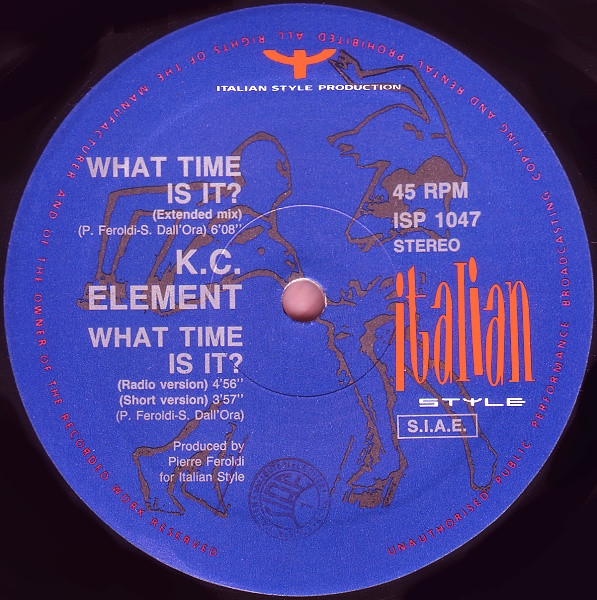 ALL RIGHTS OF THE MANUFACTURER AND OF THE OWNER OF THE RECORDED WORK RESERVED
UNAUTHORISED PUBLIC PERFORMANCE BROADCASTING COPYING AND RENTAL PROHIBITED
ITALIAN STYLE PRODUCTION
WHAT TIME
IS IT?
(Extended mix)
(P. Feroldi-S. Dall'Ora) 6'08''
K.C.
ELEMENT
WHAT TIME
IS IT?
(Radio version) 4'56''
(Short version) 3'57''
(P. Feroldi-S. Dall'Ora)
Produced by
Pierre Feroldi
for Italian Style
45 RPM
ISP 1047
STEREO
italian
STYLE
S.I.A.E.